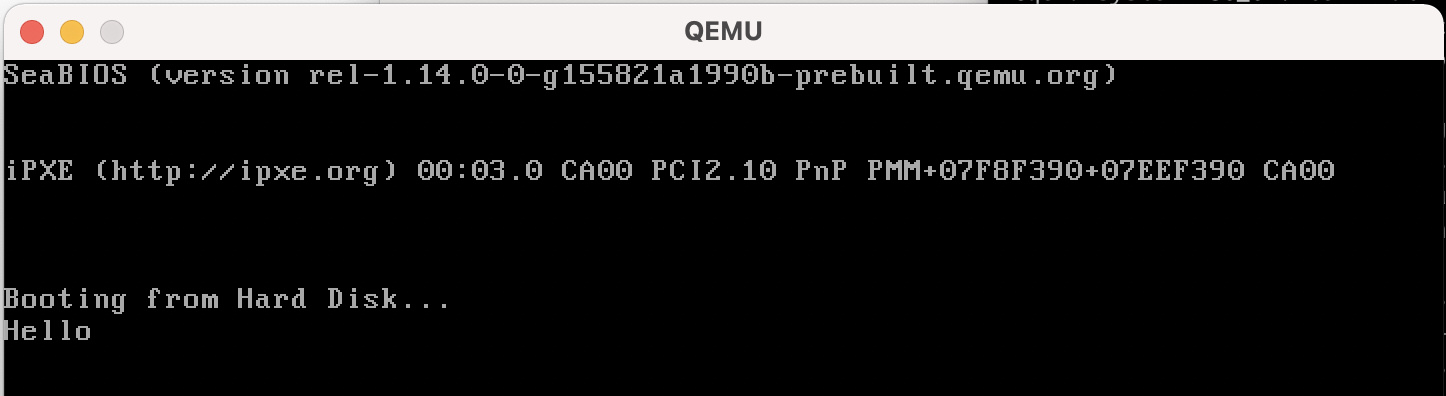 QEMU
SeaBIOS (version rel-1.14.0-0-g155821a1990b-prebuilt.qemu.org)
iPXE (http://ipxe.org) 00:03.0 CA00 PCI2.10 PnP PMM+07F8F390+07EEF390 CA00
Booting from Hard Disk...
Hello